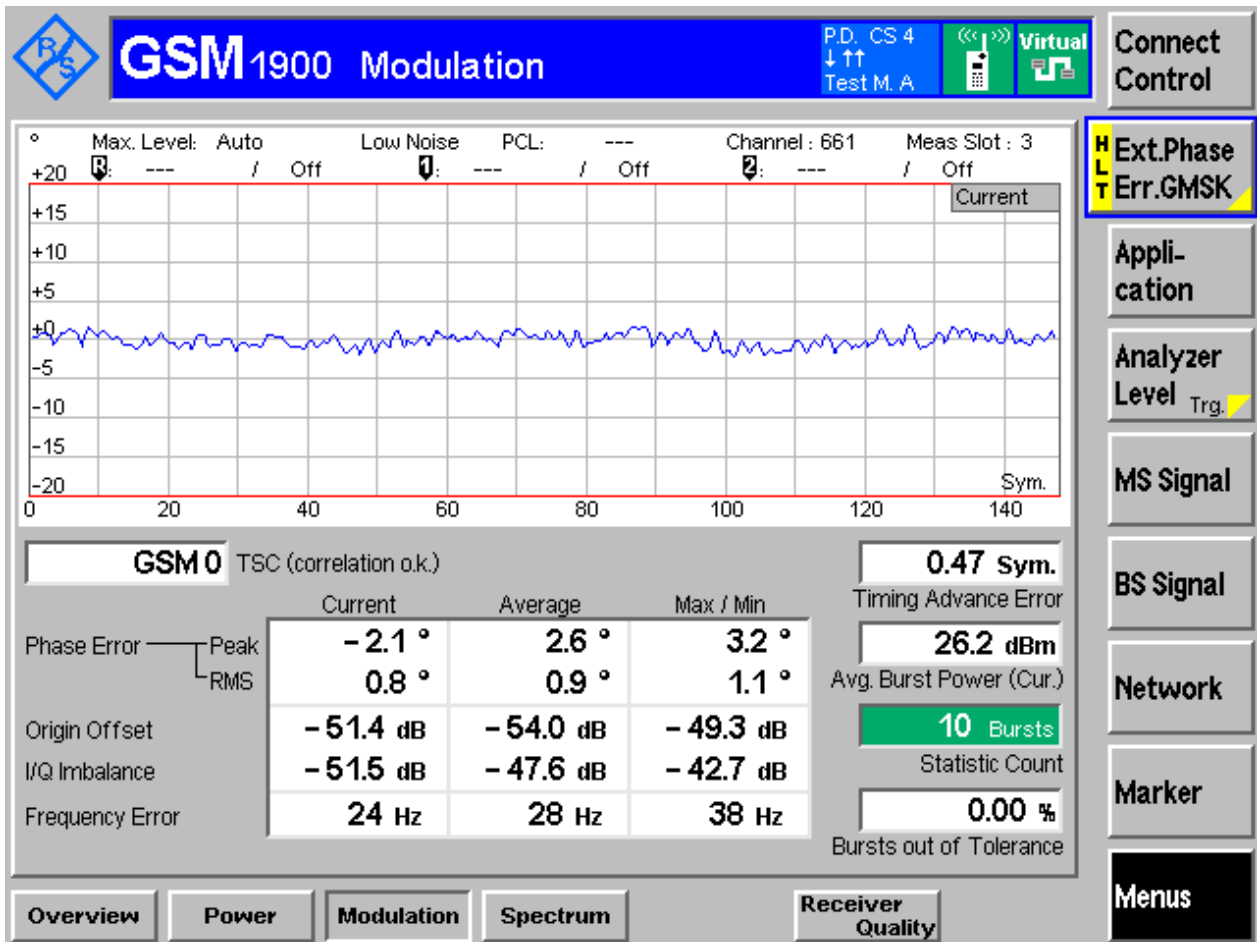 R/S
GSM 1900 Modulation
P.D. CS 4
↓ ↑↑
Test M. A
Virtual
Connect
Control
° Max. Level: Auto Low Noise PCL: --- Channel : 661 Meas Slot : 3
R: --- / Off 1: --- / Off 2: --- / Off
Current
+20
+15
+10
+5
+0
−5
−10
−15
−20
Sym.
0 20 40 60 80 100 120 140
GSM 0 TSC (correlation o.k.)
Current Average Max / Min
Phase Error Peak − 2.1 ° 2.6 ° 3.2 °
RMS 0.8 ° 0.9 ° 1.1 °
Origin Offset − 51.4 dB − 54.0 dB − 49.3 dB
I/Q Imbalance − 51.5 dB − 47.6 dB − 42.7 dB
Frequency Error 24 Hz 28 Hz 38 Hz
0.47 Sym.
Timing Advance Error
26.2 dBm
Avg. Burst Power (Cur.)
10 Bursts
Statistic Count
0.00 %
Bursts out of Tolerance
HLT
Ext.Phase
Err.GMSK
Appli-
cation
Analyzer
Level Trg.
MS Signal
BS Signal
Network
Marker
Menus
Overview
Power
Modulation
Spectrum
Receiver
Quality